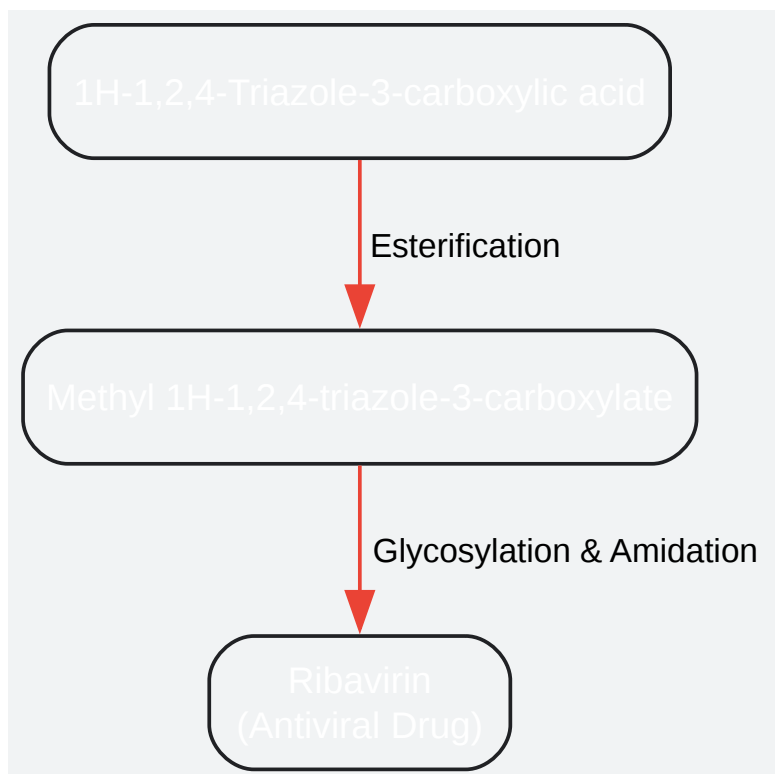 1H-1,2,4-Triazole-3-carboxylic acid
Esterification
Methyl 1H-1,2,4-triazole-3-carboxylate
Glycosylation & Amidation
Ribavirin
(Antiviral Drug)